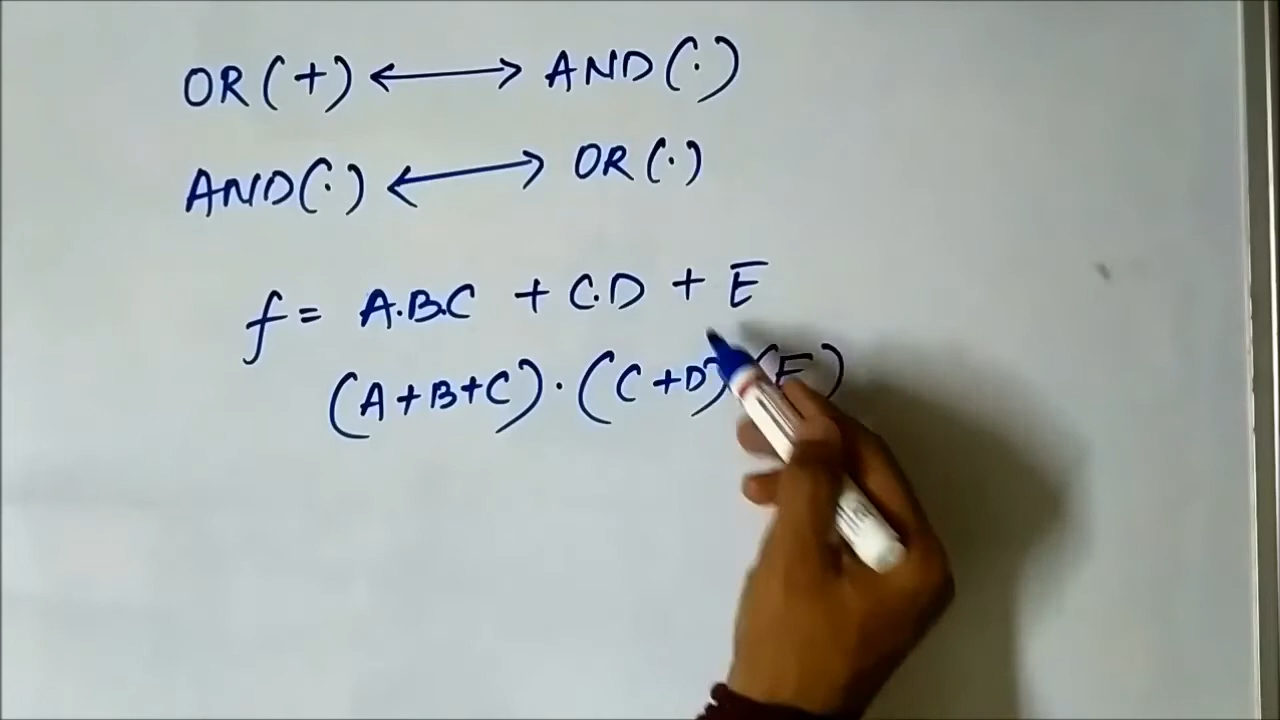 OR(+) ⟷ AND(·)
AND(·) ⟷ OR(·)
f = A.B.C + C.D + E
(A+B+C)·(C+D) (E)